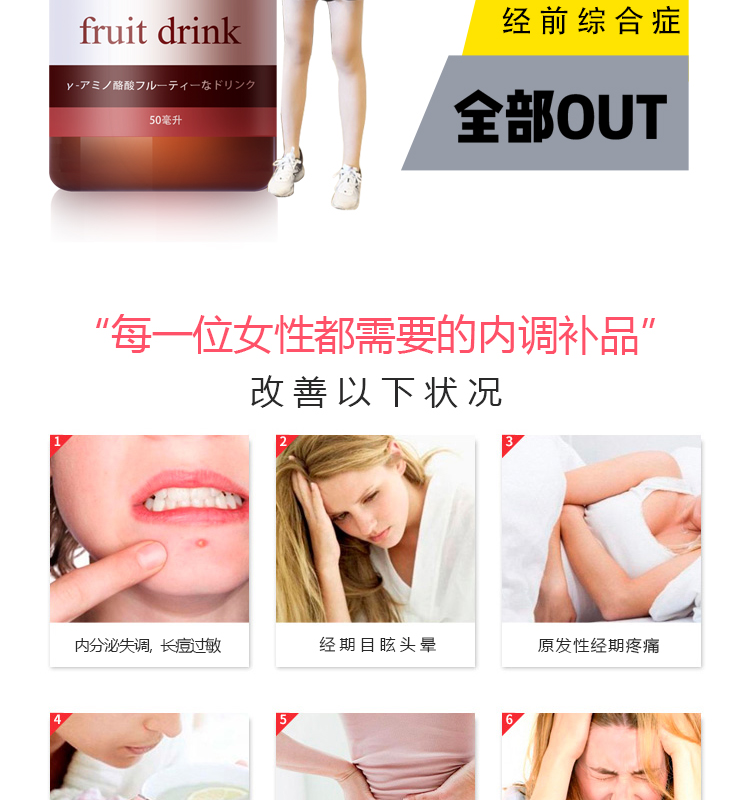 fruit drink
γ-アミノ酪酸フルーティーなドリンク
50毫升
经前综合症
全部OUT
“每一位女性都需要的内调补品”
改善以下状况
1
2
3
内分泌失调, 长痘过敏
经期目眩头晕
原发性经期疼痛
4
5
6